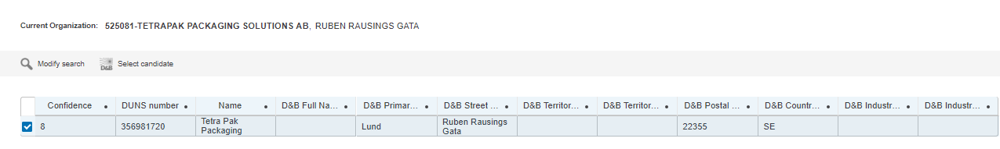 Current Organization: 525081-TETRAPAK PACKAGING SOLUTIONS AB, RUBEN RAUSINGS GATA
Modify search D&B Select candidate
Confidence DUNS number Name D&B Full Na... D&B Primar... D&B Street ... D&B Territor... D&B Territor... D&B Postal ... D&B Countr... D&B Industr... D&B Industr...
8 356981720 Tetra Pak Packaging Lund Ruben Rausings Gata 22355 SE